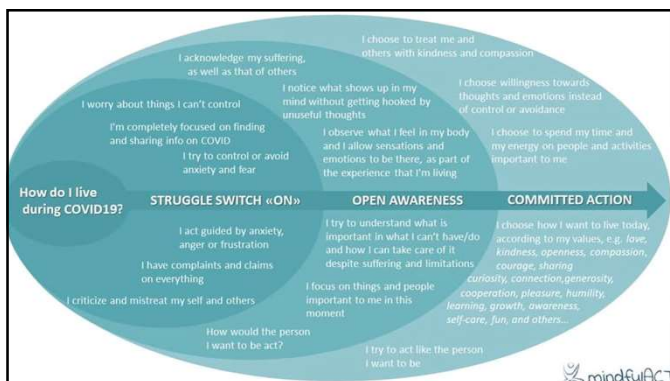 I choose to treat me and
others with kindness and compassion
I acknowledge my suffering,
as well as that of others
I notice what shows up in my
mind without getting hooked by
unuseful thoughts
I choose willingness towards
thoughts and emotions instead
of control or avoidance
I worry about things I can't control
I'm completely focused on finding
and sharing info on COVID
I observe what I feel in my body
and I allow sensations and
emotions to be there, as part of
the experience that I'm living
I choose to spend my time and
my energy on people and activities
important to me
I try to control or avoid
anxiety and fear
How do I live
during COVID19?
STRUGGLE SWITCH «ON»
OPEN AWARENESS
COMMITTED ACTION
I act guided by anxiety,
anger or frustration
I try to understand what is
important in what I can't have/do
and how I can take care of it
despite suffering and limitations
I choose how I want to live today,
according to my values, e.g. love,
kindness, openness, compassion,
courage, sharing
curiosity, connection,generosity,
cooperation, pleasure, humility,
learning, growth, awareness,
self-care, fun, and others...
I have complaints and claims
on everything
I focus on things and people
important to me in this
moment
I criticize and mistreat my self and others
How would the person
I want to be act?
I try to act like the person
I want to be
mindfulACT